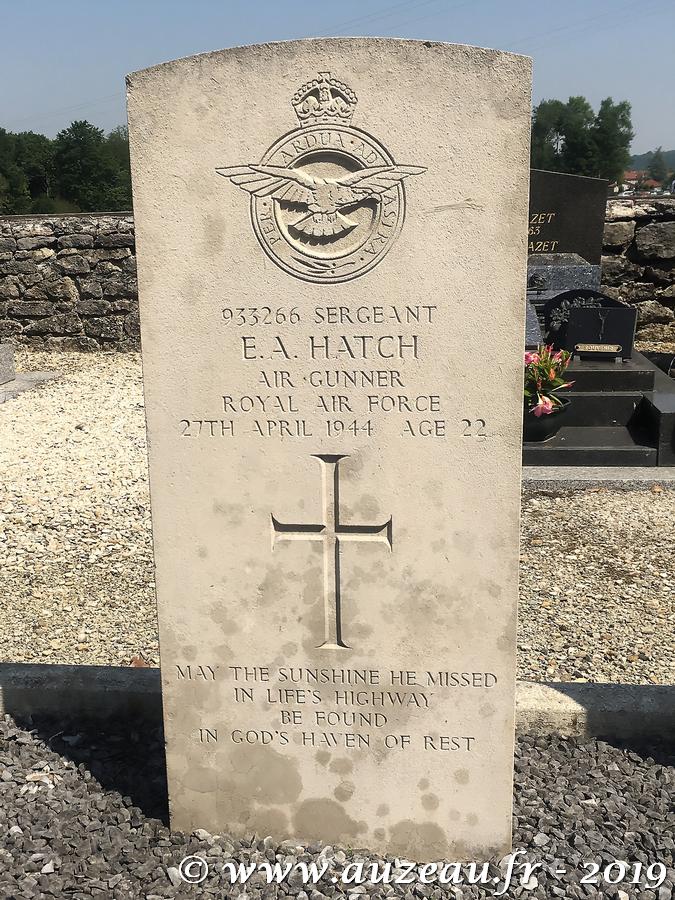 PER ARDUA AD ASTRA
933266 SERGEANT
E. A. HATCH
AIR GUNNER
ROYAL AIR FORCE
27TH APRIL 1944 AGE 22
MAY THE SUNSHINE HE MISSED
IN LIFE'S HIGHWAY
BE FOUND
IN GOD'S HAVEN OF REST
AZET
© www.auzeau.fr - 2019